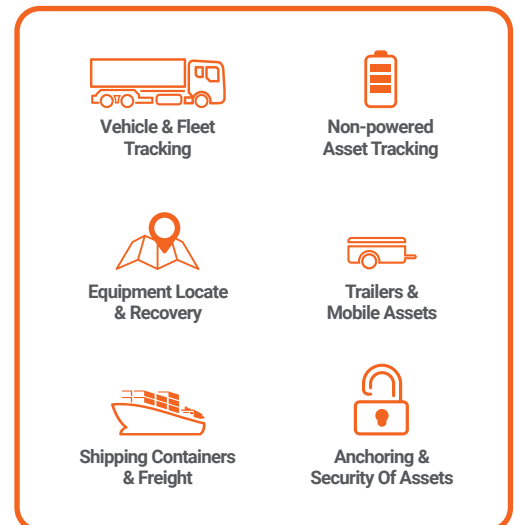 Vehicle & Fleet
Tracking
Non-powered
Asset Tracking
Equipment Locate
& Recovery
Trailers &
Mobile Assets
Shipping Containers
& Freight
Anchoring &
Security Of Assets